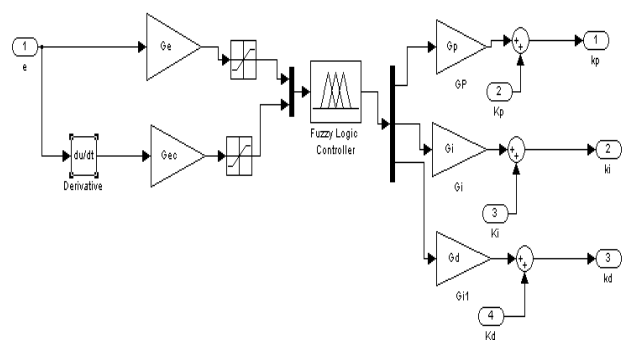 1
e
Ge
du/dt
Derivative
Gec
Fuzzy Logic
Controller
Gp
GP
2
Kp
1
kp
Gi
Gi
3
Ki
2
ki
Gd
Gi1
4
Kd
3
kd